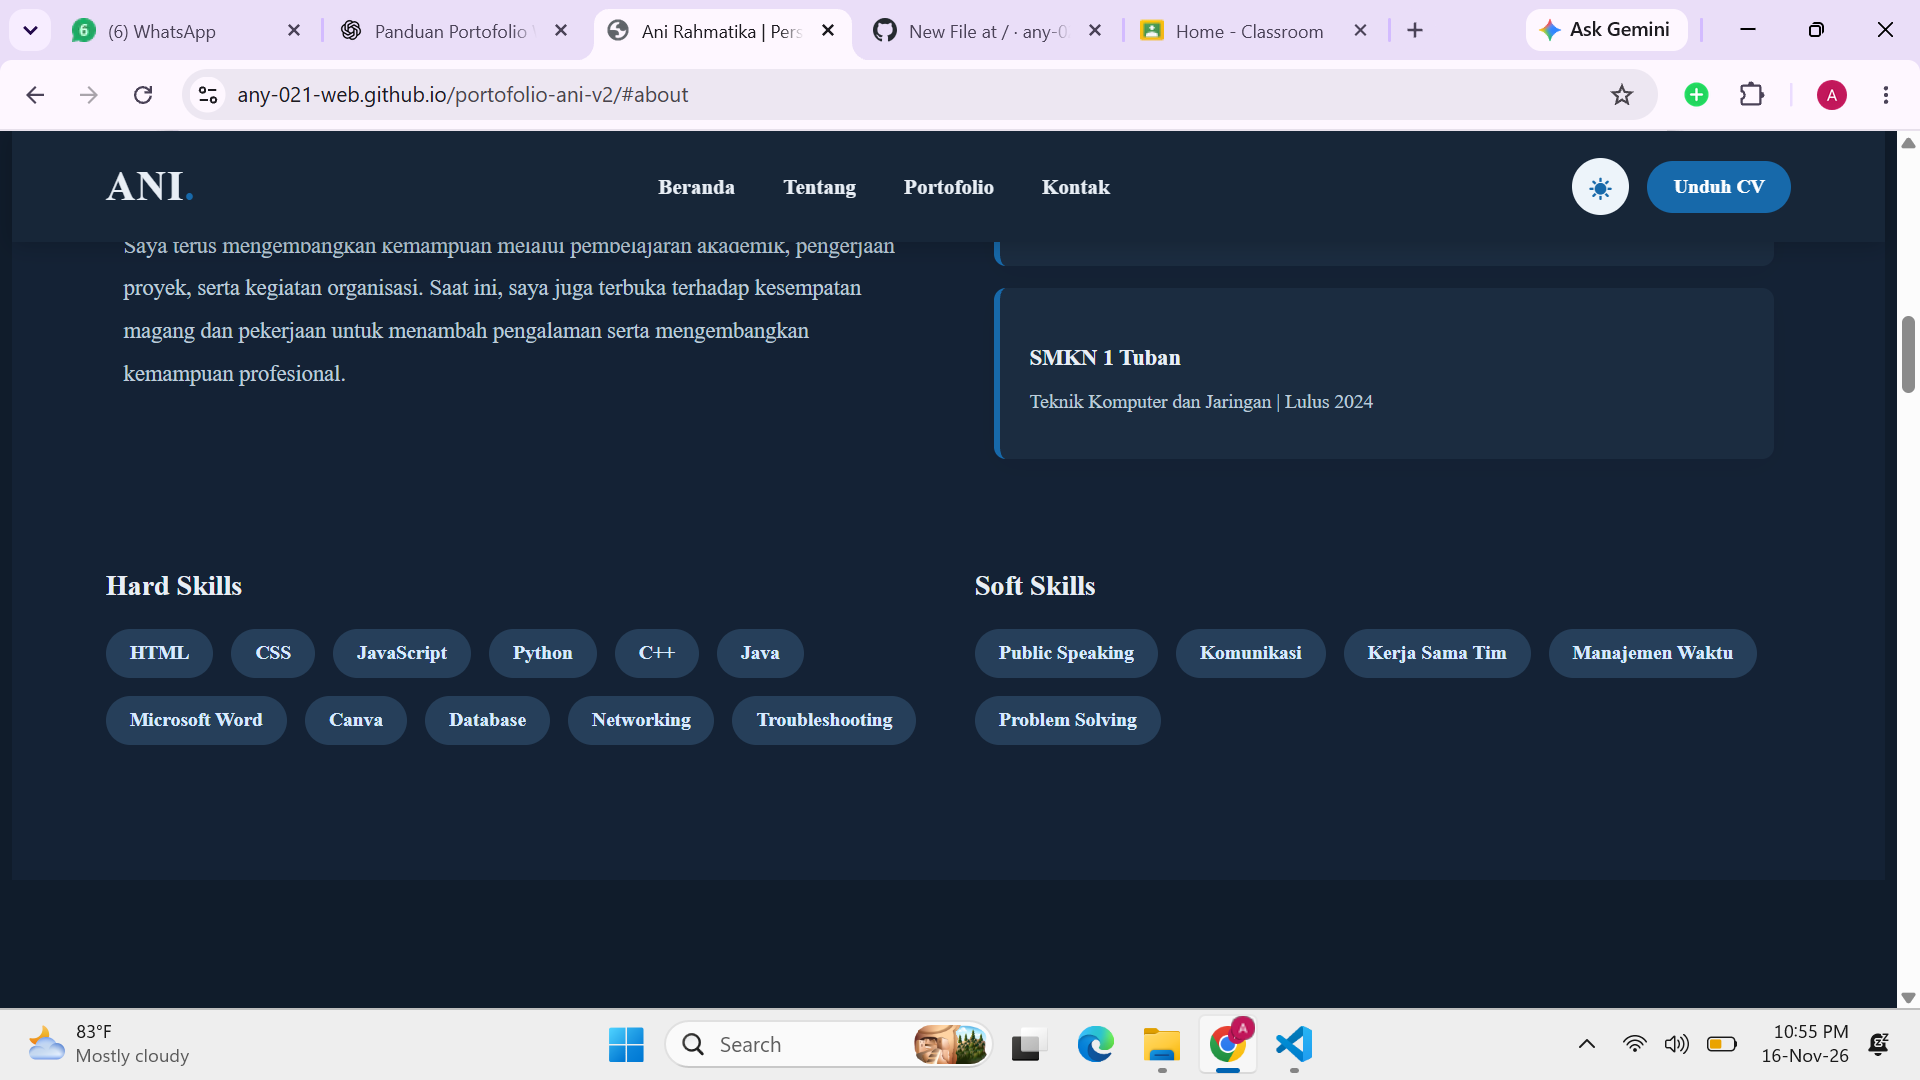 (6) WhatsApp
Panduan Portofolio
Ani Rahmatika | Pers
New File at / · any-0
Home - Classroom
Ask Gemini
any-021-web.github.io/portofolio-ani-v2/#about
A
ANI.
Beranda
Tentang
Portofolio
Kontak
Unduh CV
Saya terus mengembangkan kemampuan melalui pembelajaran akademik, pengerjaan
proyek, serta kegiatan organisasi. Saat ini, saya juga terbuka terhadap kesempatan
magang dan pekerjaan untuk menambah pengalaman serta mengembangkan
kemampuan profesional.
SMKN 1 Tuban
Teknik Komputer dan Jaringan | Lulus 2024
Hard Skills
HTML
CSS
JavaScript
Python
C++
Java
Microsoft Word
Canva
Database
Networking
Troubleshooting
Soft Skills
Public Speaking
Komunikasi
Kerja Sama Tim
Manajemen Waktu
Problem Solving
83°F
Mostly cloudy
Search
A
10:55 PM
16-Nov-26